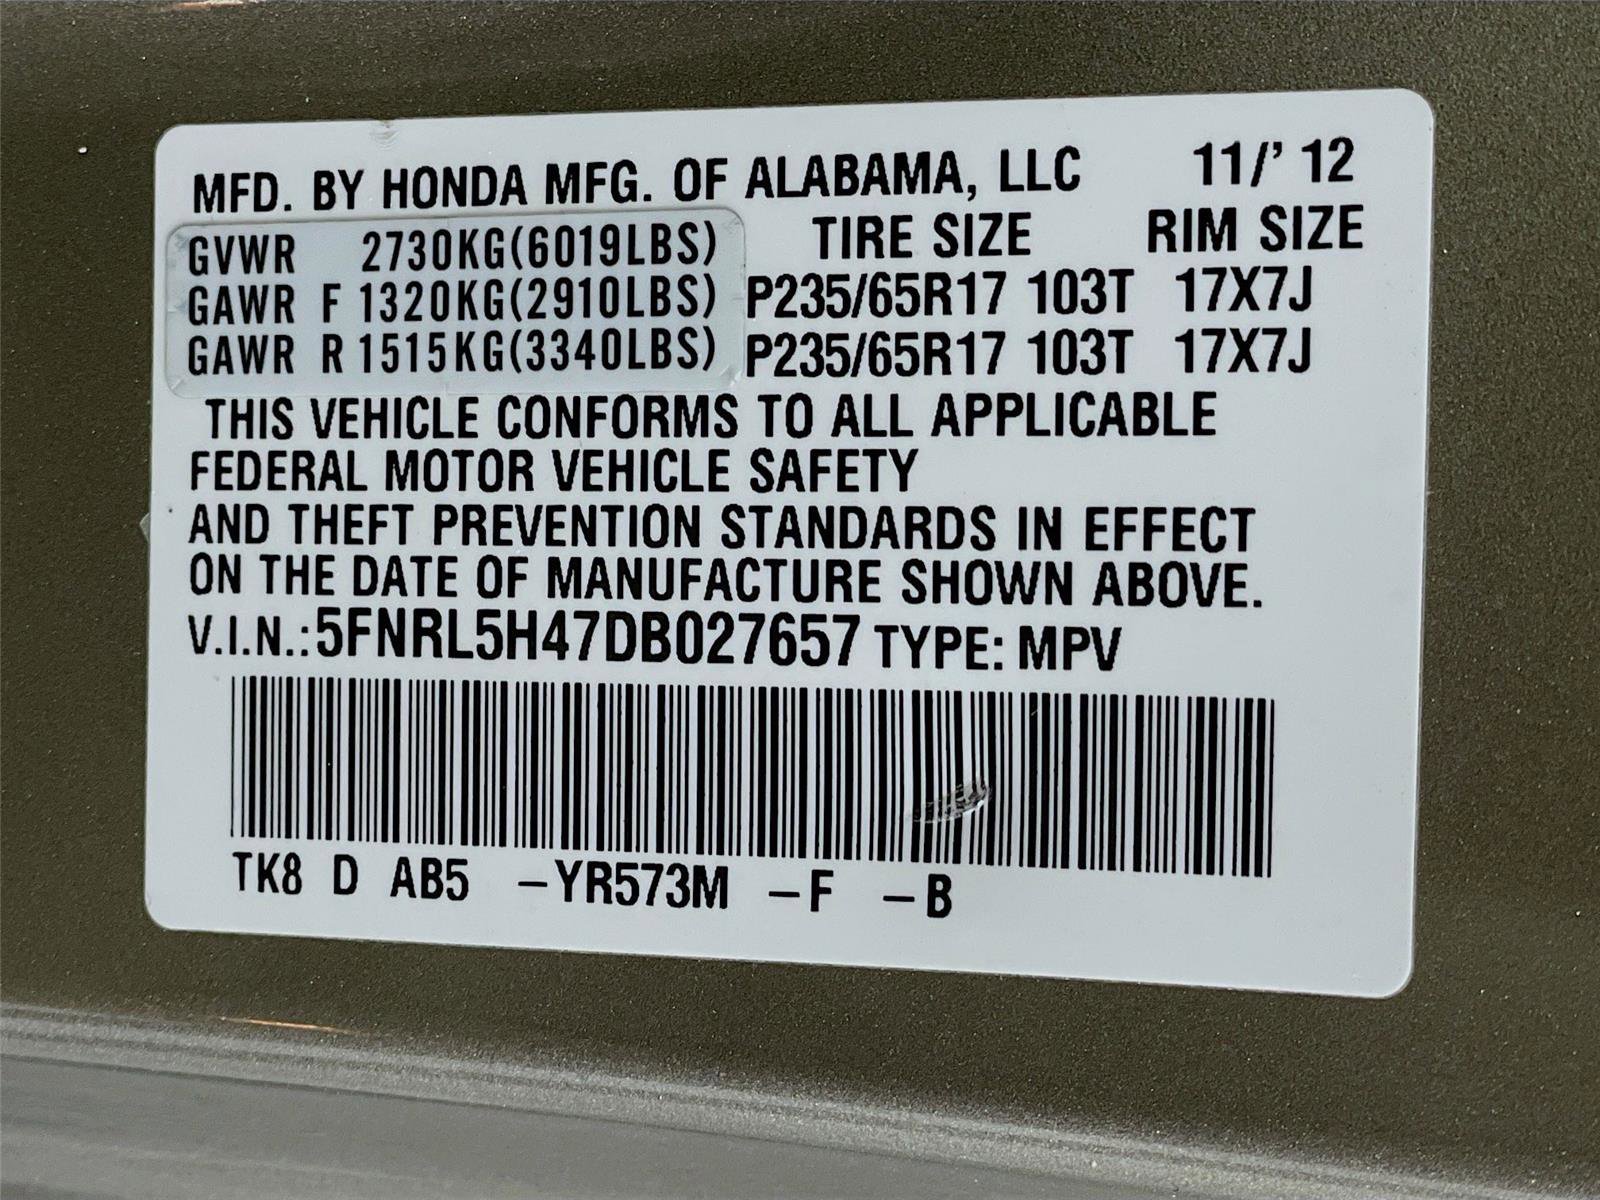 MFD. BY HONDA MFG. OF ALABAMA, LLC 11/' 12
GVWR 2730KG(6019LBS) TIRE SIZE RIM SIZE
GAWR F 1320KG(2910LBS) P235/65R17 103T 17X7J
GAWR R 1515KG(3340LBS) P235/65R17 103T 17X7J
THIS VEHICLE CONFORMS TO ALL APPLICABLE
FEDERAL MOTOR VEHICLE SAFETY
AND THEFT PREVENTION STANDARDS IN EFFECT
ON THE DATE OF MANUFACTURE SHOWN ABOVE.
V.I.N.:5FNRL5H47DB027657 TYPE: MPV
TK8 D AB5 –YR573M –F –B